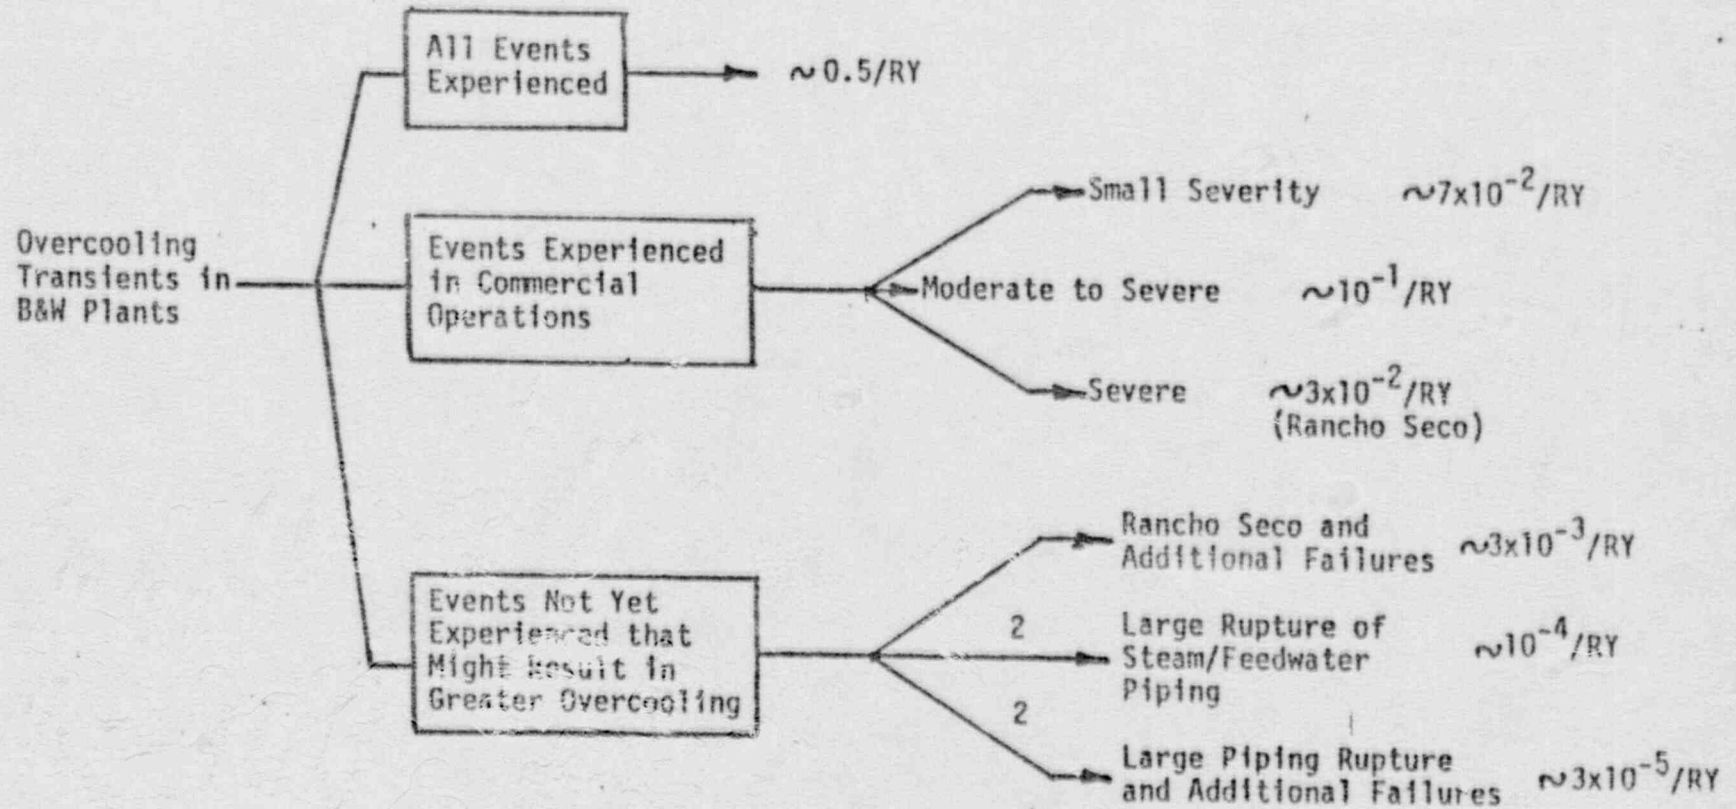 All Events
Experienced
~0.5/RY
Overcooling
Transients in
B&W Plants
Events Experienced
in Commercial
Operations
Small Severity ~7x10⁻²/RY
Moderate to Severe ~10⁻¹/RY
Severe ~3x10⁻²/RY
(Rancho Seco)
Events Not Yet
Experienced that
Might Result in
Greater Overcooling
Rancho Seco and
Additional Failures ~3x10⁻³/RY
2
Large Rupture of
Steam/Feedwater
Piping
~10⁻⁴/RY
2
Large Piping Rupture
and Additional Failures ~3x10⁻⁵/RY